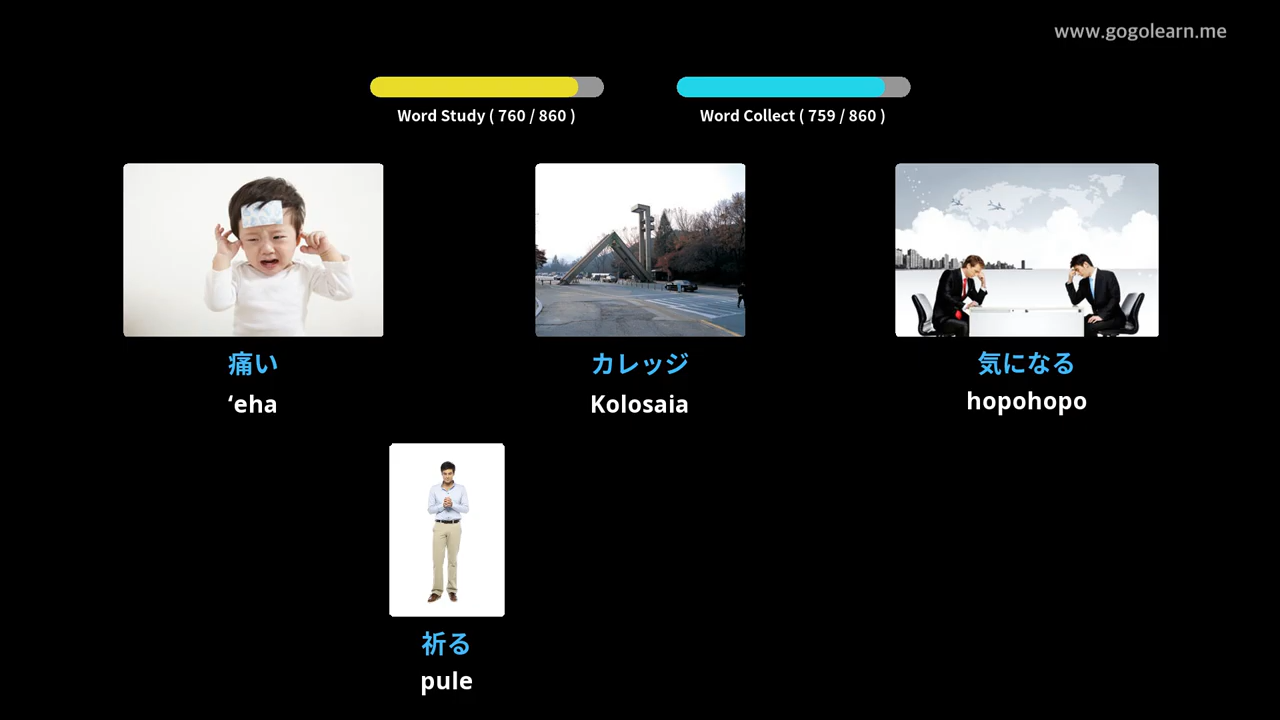 www.gogolearn.me
Word Study ( 760 / 860 )
Word Collect ( 759 / 860 )
痛い
ʻeha
カレッジ
Kolosaia
気になる
hopohopo
祈る
pule